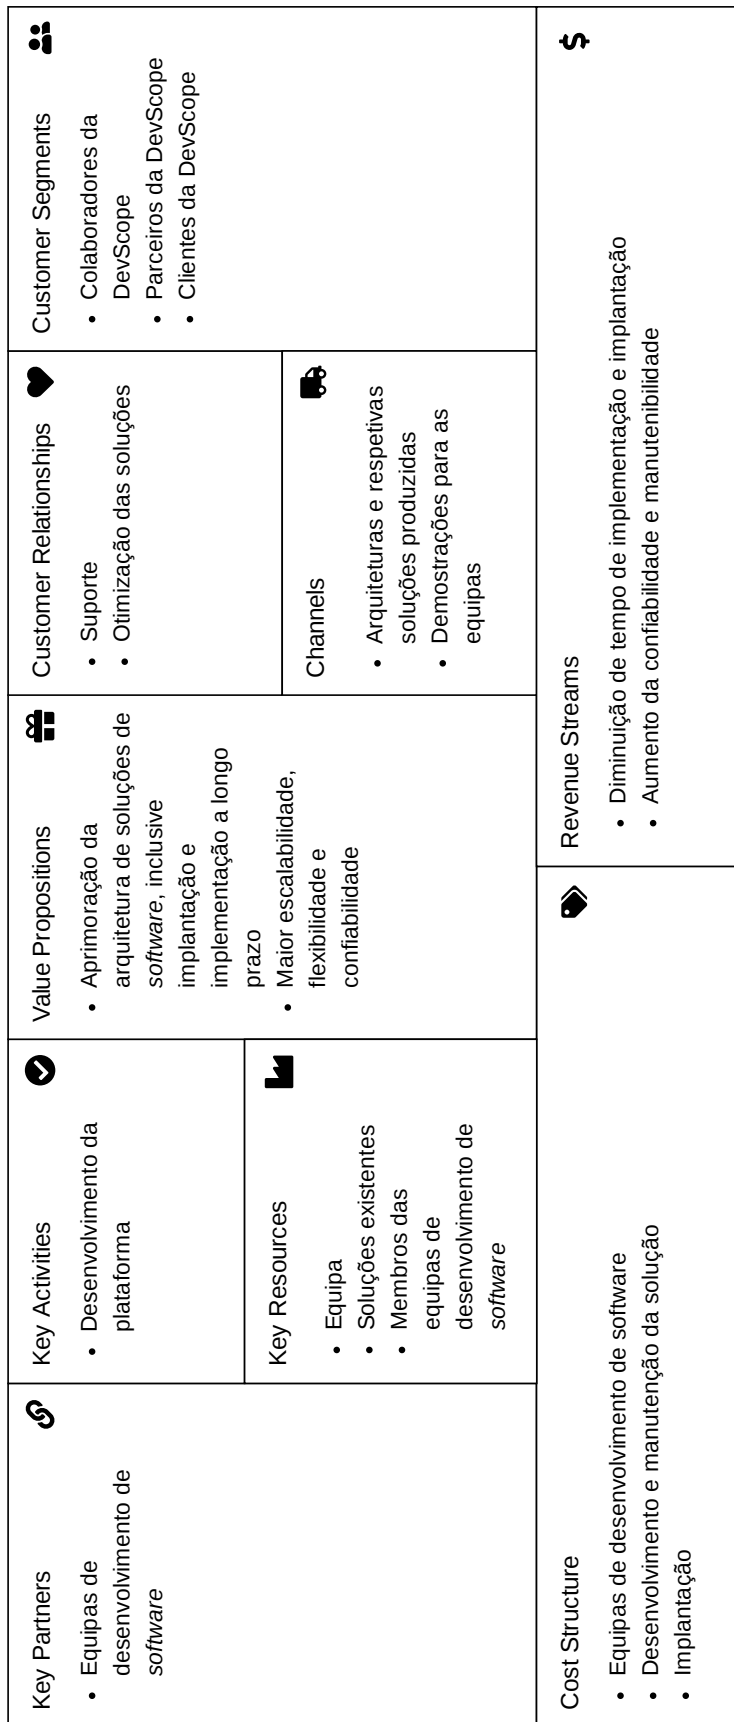 Key Partners
• Equipas de
desenvolvimento de
software
Key Activities
• Desenvolvimento da
plataforma
Key Resources
• Equipa
• Soluções existentes
• Membros das
equipas de
desenvolvimento de
software
Value Propositions
• Aprimoração da
arquitetura de soluções de
software, inclusive
implantação e
implementação a longo
prazo
• Maior escalabilidade,
flexibilidade e
confiabilidade
Customer Relationships
• Suporte
• Otimização das soluções
Channels
• Arquiteturas e respetivas
soluções produzidas
• Demostrações para as
equipas
Customer Segments
• Colaboradores da
DevScope
• Parceiros da DevScope
• Clientes da DevScope
Cost Structure
• Equipas de desenvolvimento de software
• Desenvolvimento e manutenção da solução
• Implantação
Revenue Streams
• Diminuição de tempo de implementação e implantação
• Aumento da confiabilidade e manutenibilidade